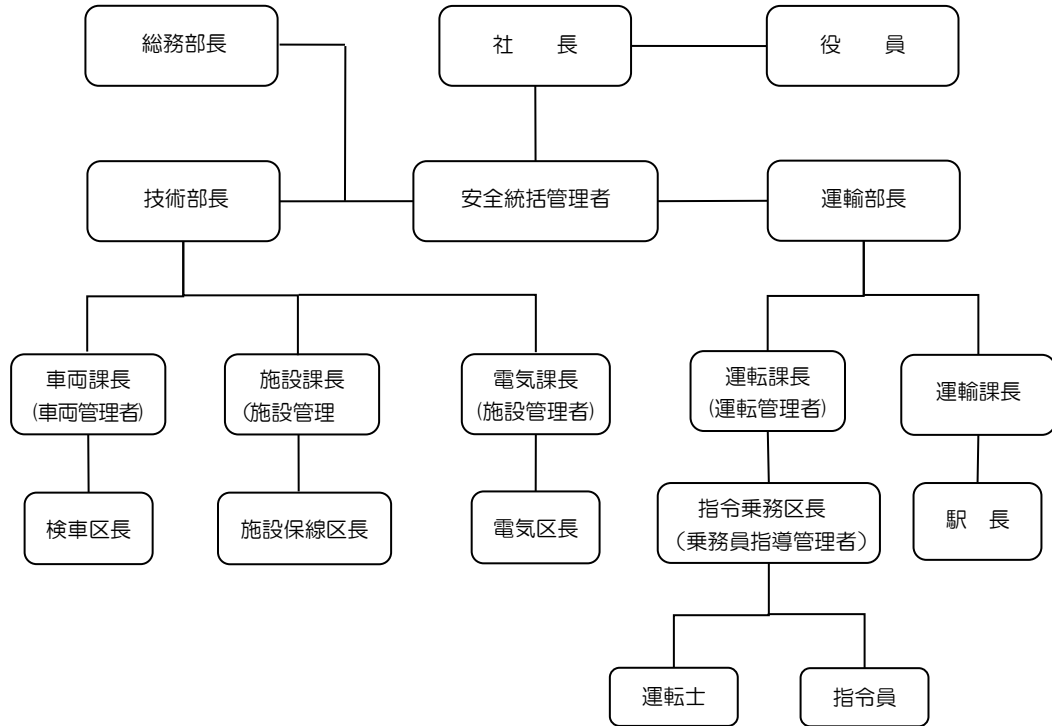 総務部長
社　長
役　員
技術部長
安全統括管理者
運輸部長
車両課長
(車両管理者)
施設課長
(施設管理
電気課長
(施設管理者)
運転課長
(運転管理者)
運輸課長
検車区長
施設保線区長
電気区長
指令乗務区長
（乗務員指導管理者）
駅　長
運転士
指令員